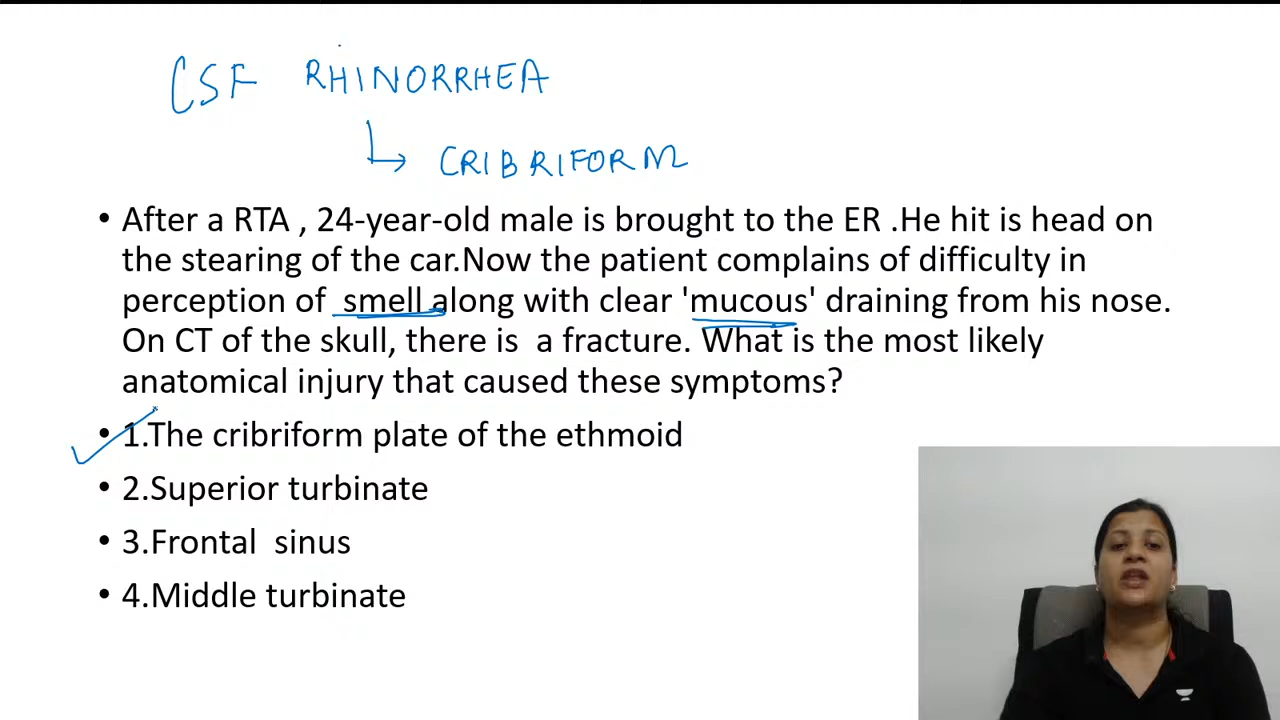 CSF RHINORRHEA
CRIBRIFORM
• After a RTA , 24-year-old male is brought to the ER .He hit is head on
the stearing of the car.Now the patient complains of difficulty in
perception of smell along with clear 'mucous' draining from his nose.
On CT of the skull, there is a fracture. What is the most likely
anatomical injury that caused these symptoms?
• 1.The cribriform plate of the ethmoid
• 2.Superior turbinate
• 3.Frontal sinus
• 4.Middle turbinate